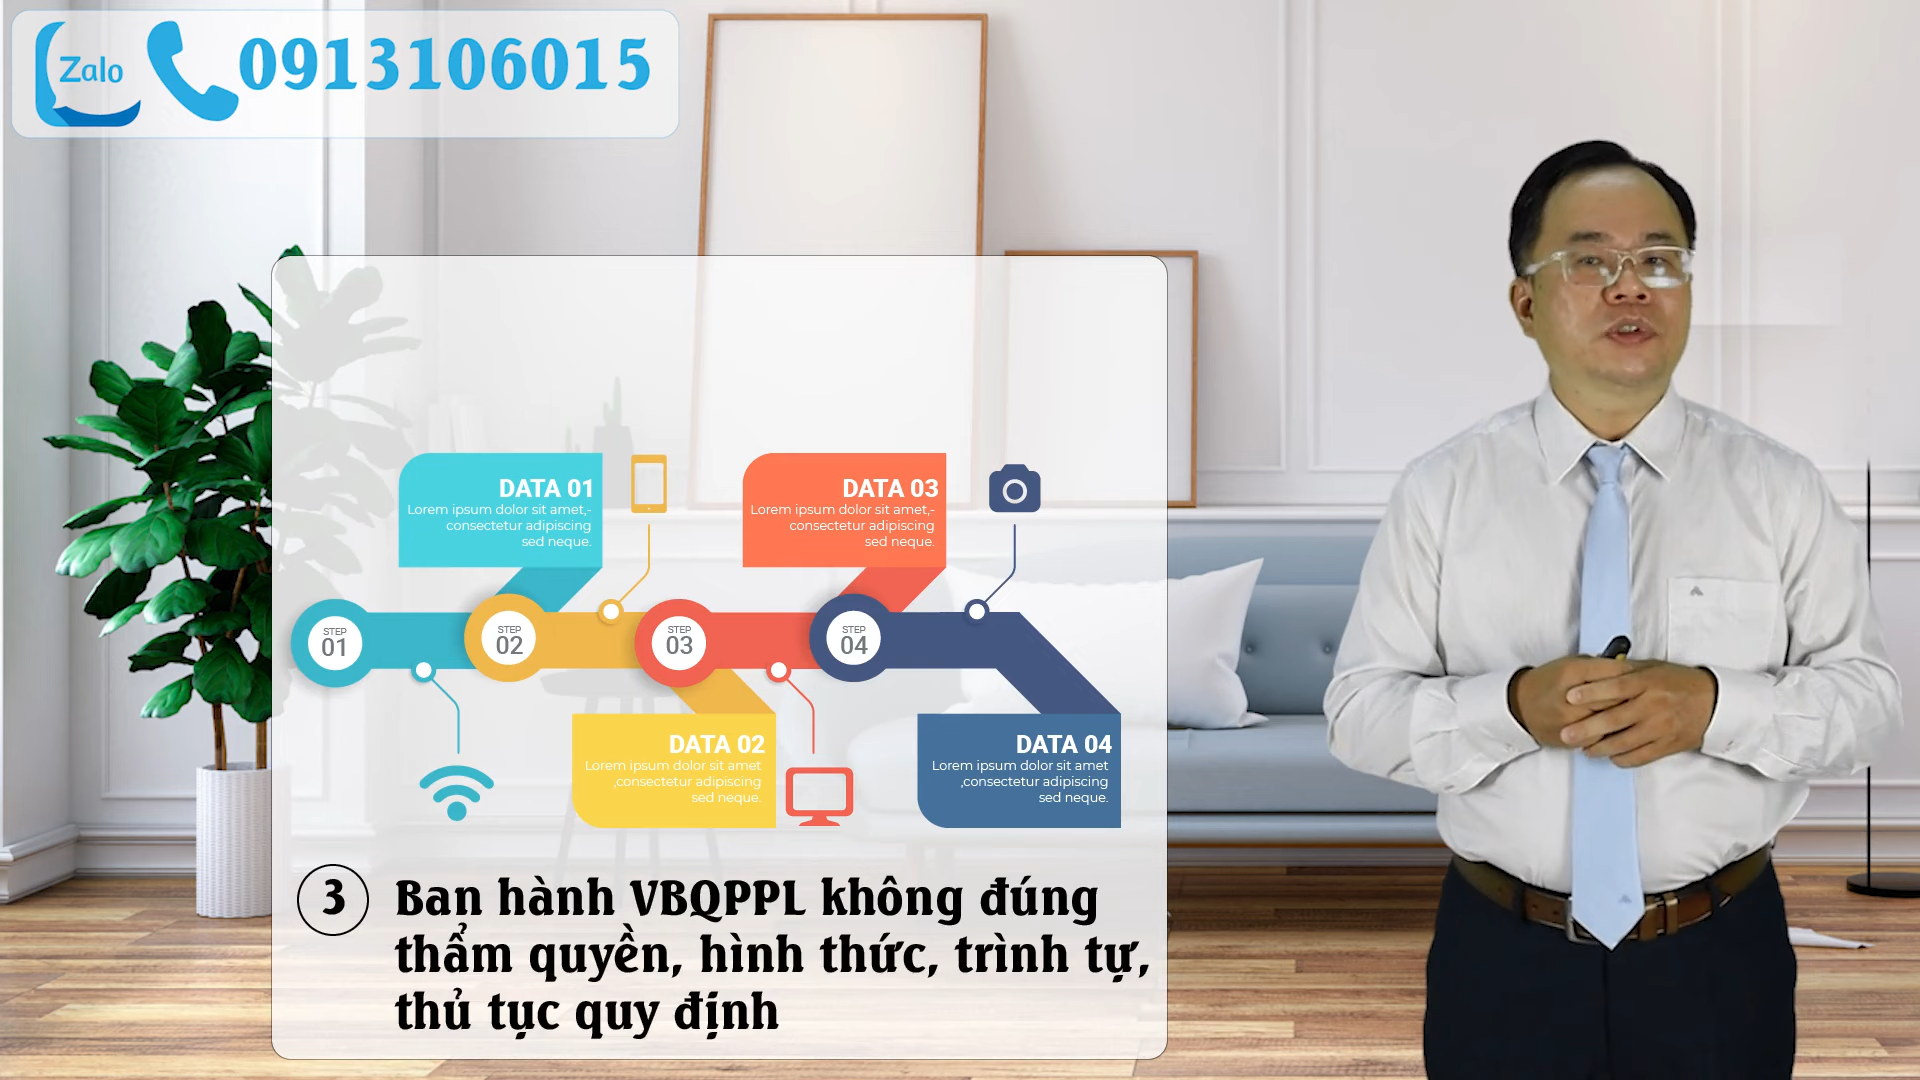 Zalo 0913106015
DATA 01
Lorem ipsum dolor sit amet,-
consectetur adipiscing
sed neque.
DATA 03
Lorem ipsum dolor sit amet,-
consectetur adipiscing
sed neque.
STEP
01
STEP
02
STEP
03
STEP
04
DATA 02
Lorem ipsum dolor sit amet
,consectetur adipiscing
sed neque.
DATA 04
Lorem ipsum dolor sit amet
,consectetur adipiscing
sed neque.
3 Ban hành VBQPPL không đúng
thẩm quyền, hình thức, trình tự,
thủ tục quy định